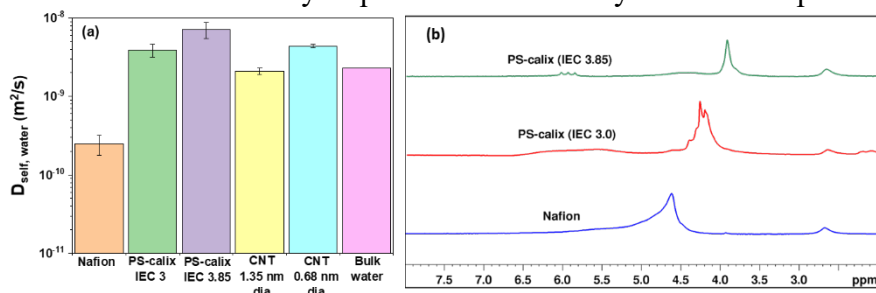 (a)
10⁻⁸
10⁻⁹
10⁻¹⁰
10⁻¹¹
D self, water (m²/s)
Nafion
PS-calix
IEC 3
PS-calix
IEC 3.85
CNT
1.35 nm
dia
CNT
0.68 nm
dia
Bulk
water
(b)
PS-calix (IEC 3.85)
PS-calix (IEC 3.0)
Nafion
7.5 7.0 6.5 6.0 5.5 5.0 4.5 4.0 3.5 3.0 ppm